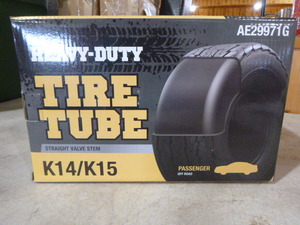 AE29971G
HEAVY-DUTY
TIRE
TUBE
STRAIGHT VALVE STEM
K14/K15
PASSENGER
OFF ROAD